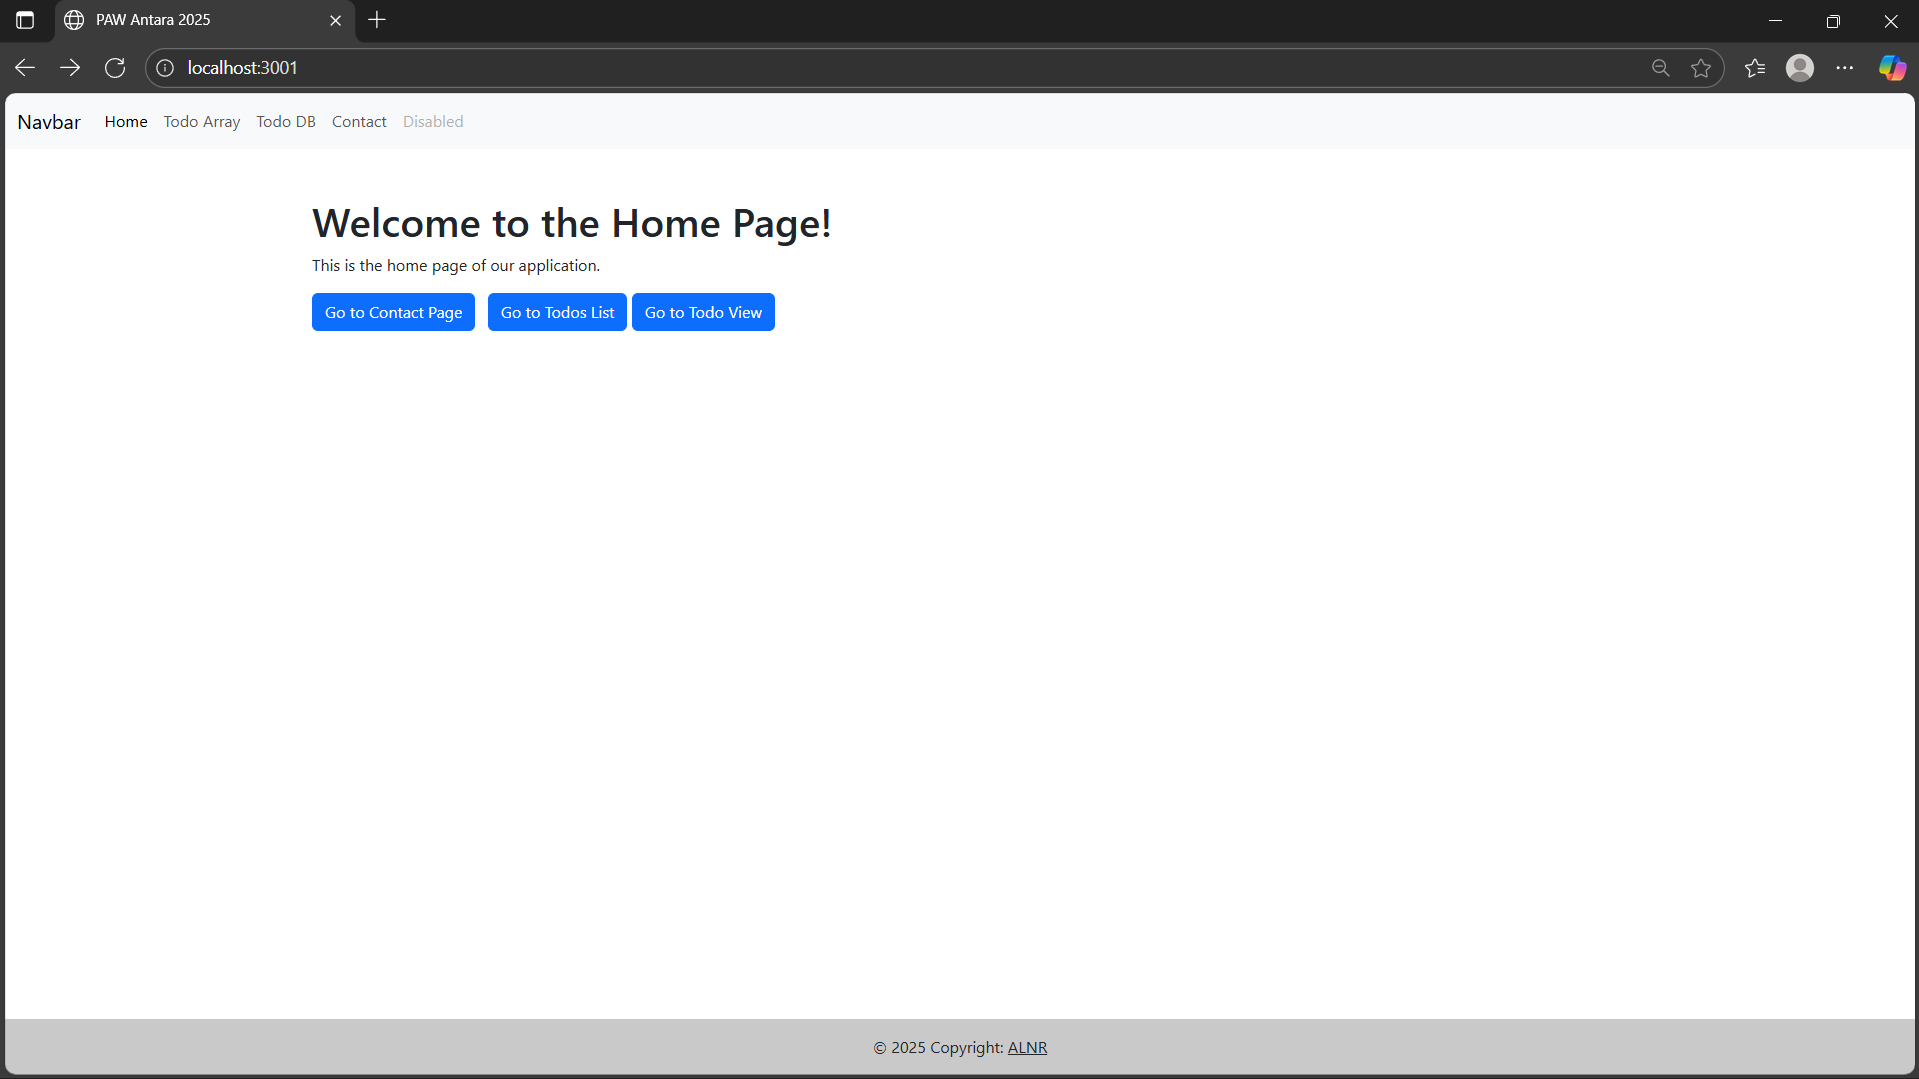 PAW Antara 2025
localhost:3001
Navbar Home Todo Array Todo DB Contact Disabled
Welcome to the Home Page!
This is the home page of our application.
Go to Contact Page Go to Todos List Go to Todo View
© 2025 Copyright: ALNR